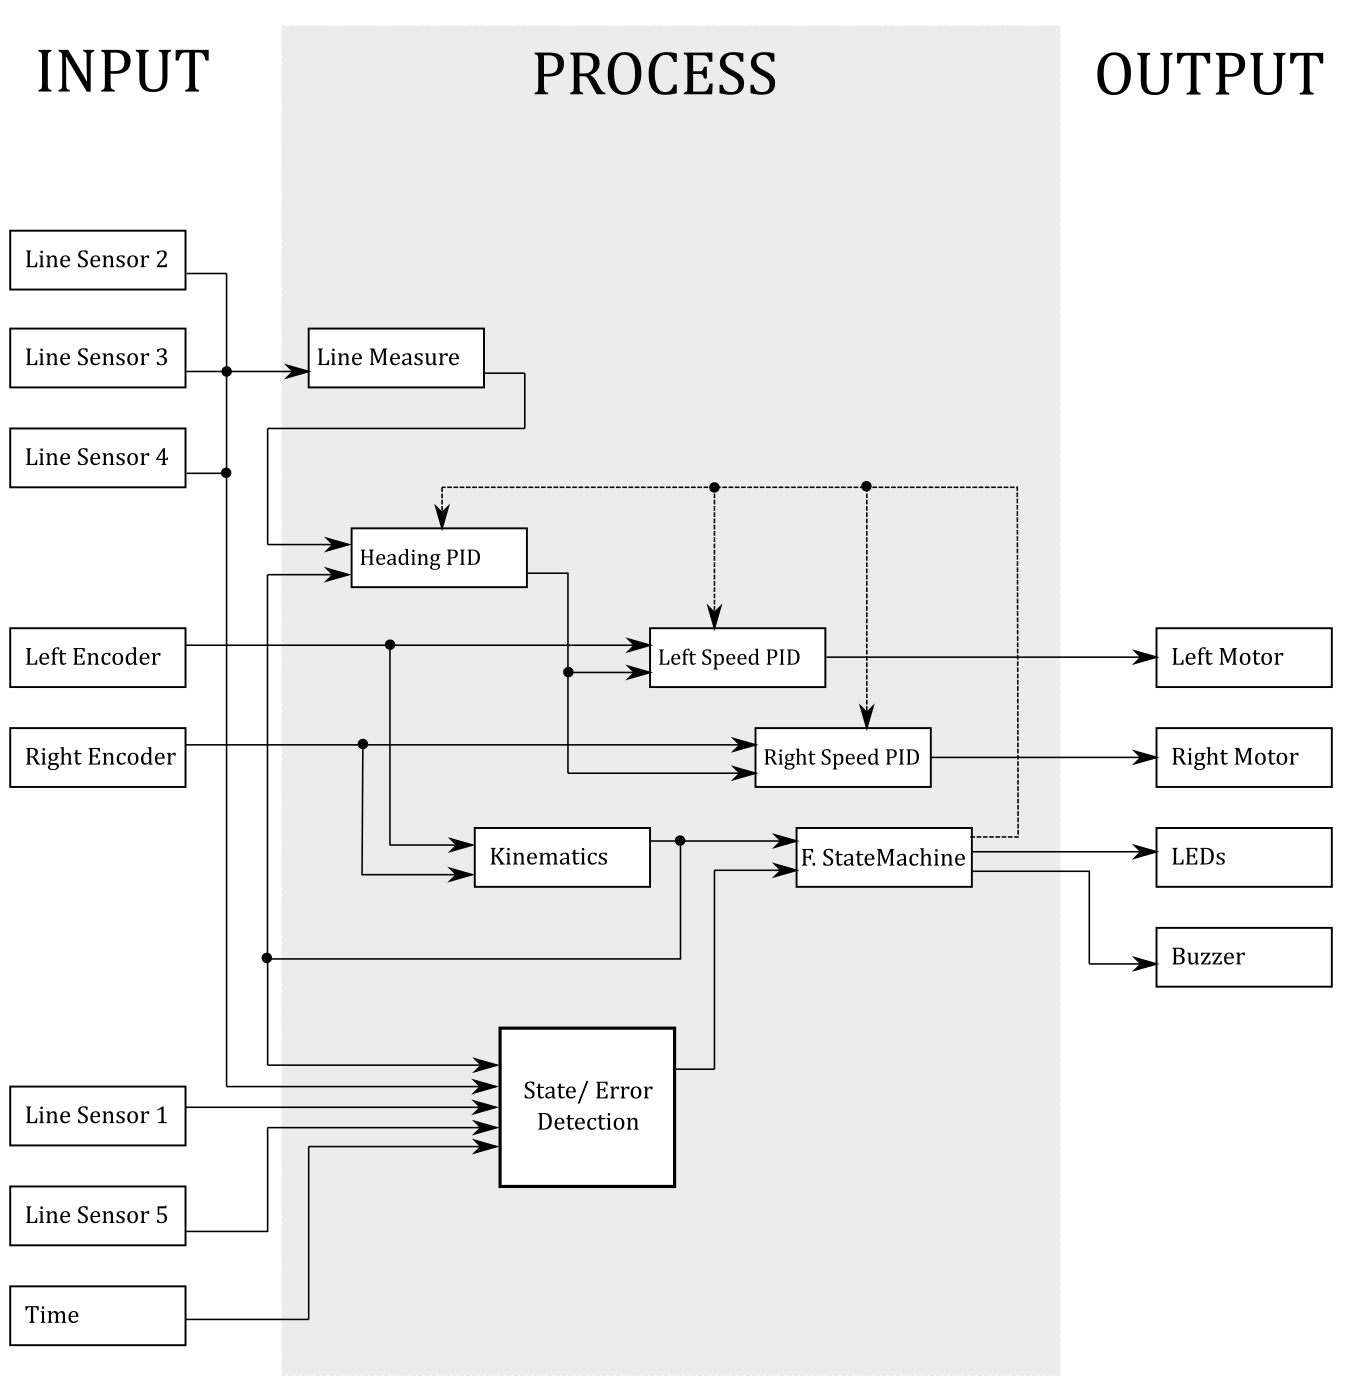 INPUT
PROCESS
OUTPUT
Line Sensor 2
Line Sensor 3
Line Measure
Line Sensor 4
Heading PID
Left Encoder
Left Speed PID
Left Motor
Right Encoder
Right Speed PID
Right Motor
Kinematics
F. StateMachine
LEDs
Buzzer
State/ Error
Detection
Line Sensor 1
Line Sensor 5
Time